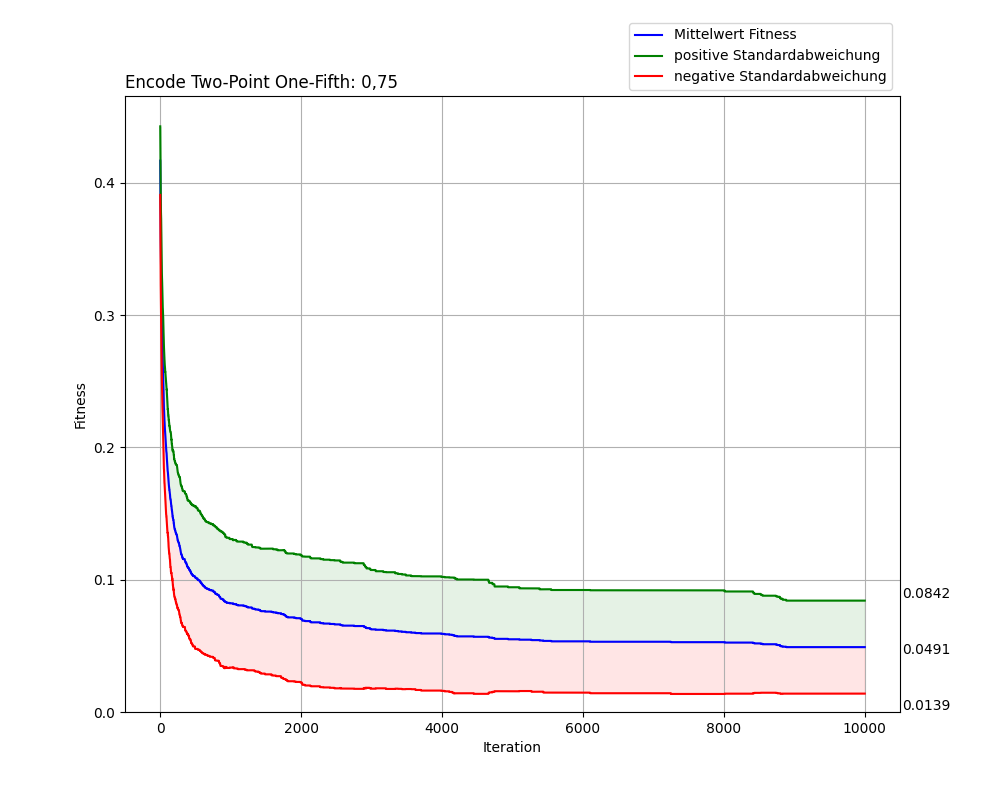 Mittelwert Fitness
positive Standardabweichung
negative Standardabweichung
Encode Two-Point One-Fifth: 0,75
0.4
0.3
0.2
0.1
0.0
Fitness
0.0842
0.0491
0.0139
0 2000 4000 6000 8000 10000
Iteration